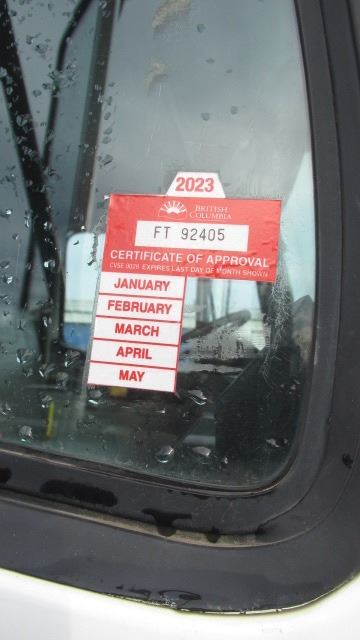 2023
BRITISH
COLUMBIA
FT 92405
CERTIFICATE OF APPROVAL
CVSE 0028 EXPIRES LAST DAY OF MONTH SHOWN
JANUARY
FEBRUARY
MARCH
APRIL
MAY